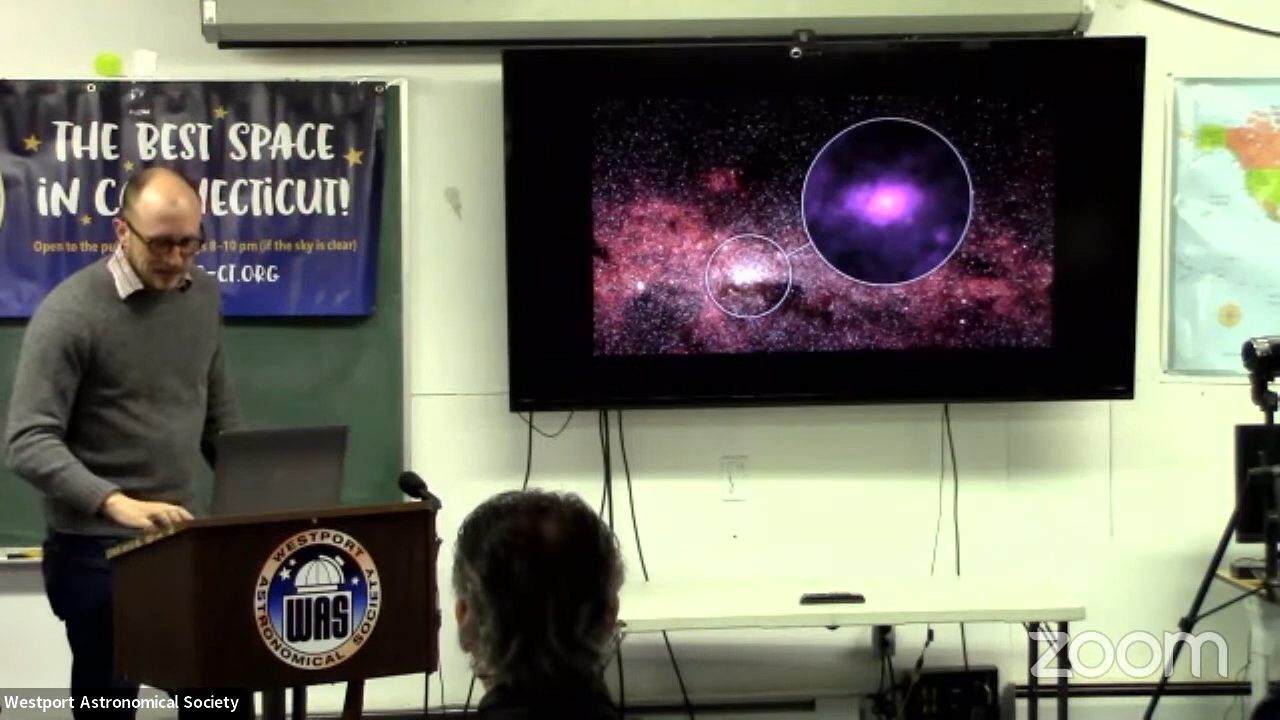 THE BEST SPACE
iN C NNECTiCUT!
Open to the pu s 8-10 pm (if the sky is clear)
-CT.ORG
WESTPORT
ASTRONOMICAL SOCIETY
WAS
zoom
Westport Astronomical Society